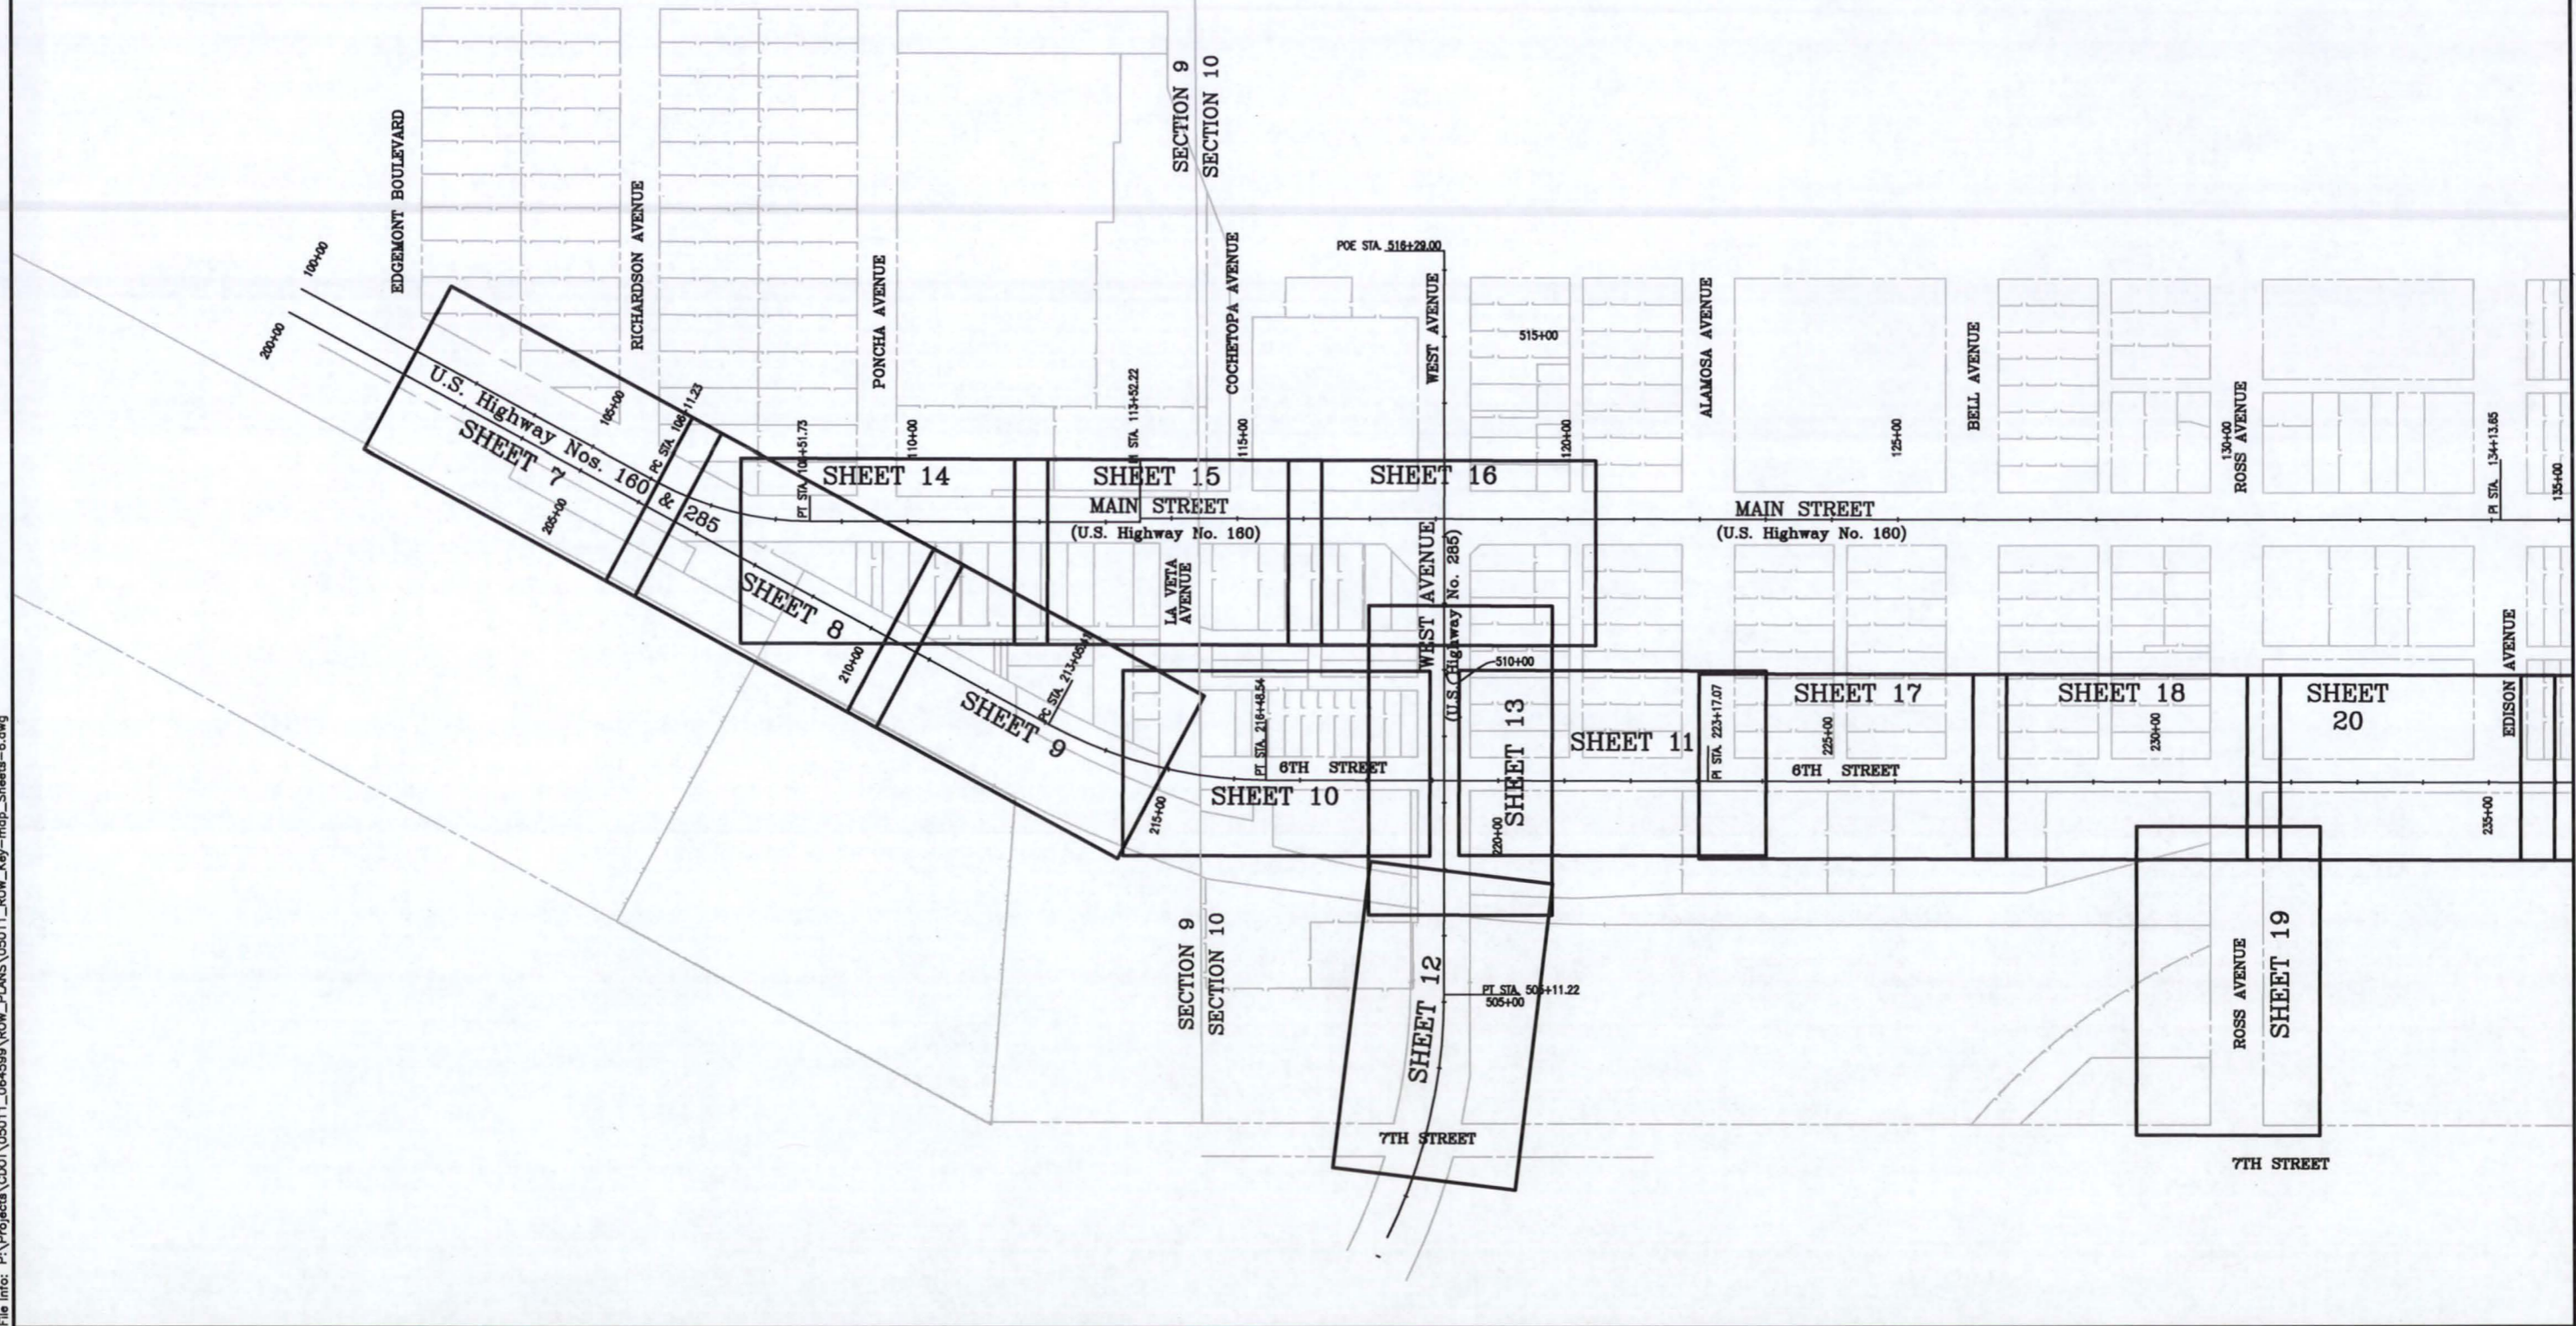 SECTION 9
SECTION 10
EDGEMONT BOULEVARD
RICHARDSON AVENUE
PONCHA AVENUE
COCHETOPA AVENUE
WEST AVENUE
ALAMOSA AVENUE
BELL AVENUE
ROSS AVENUE
100+00
200+00
POE STA. 516+29.00
515+00
U.S. Highway Nos. 160 & 285
SHEET 7
105+00
205+00
PC STA. 106+11.23
PT STA.
110+00
STA. 113+52.22
115+00
120+00
125+00
130+00
PI STA. 134+13.65
135+00
SHEET 14
SHEET 15
SHEET 16
MAIN STREET
(U.S. Highway No. 160)
MAIN STREET
(U.S. Highway No. 160)
LA VETA
AVENUE
WEST AVENUE
(U.S. Highway No. 285)
SHEET 8
210+00
PC STA.
SHEET 9
215+00
PT STA. 216+48.54
6TH STREET
SHEET 10
510+00
SHEET 13
220+00
SHEET 11
PI STA. 223+17.07
SHEET 17
225+00
6TH STREET
SHEET 18
230+00
SHEET
20
EDISON AVENUE
235+00
SECTION 9
SECTION 10
SHEET 12
PT STA. 505+11.22
505+00
7TH STREET
ROSS AVENUE
SHEET 19
7TH STREET